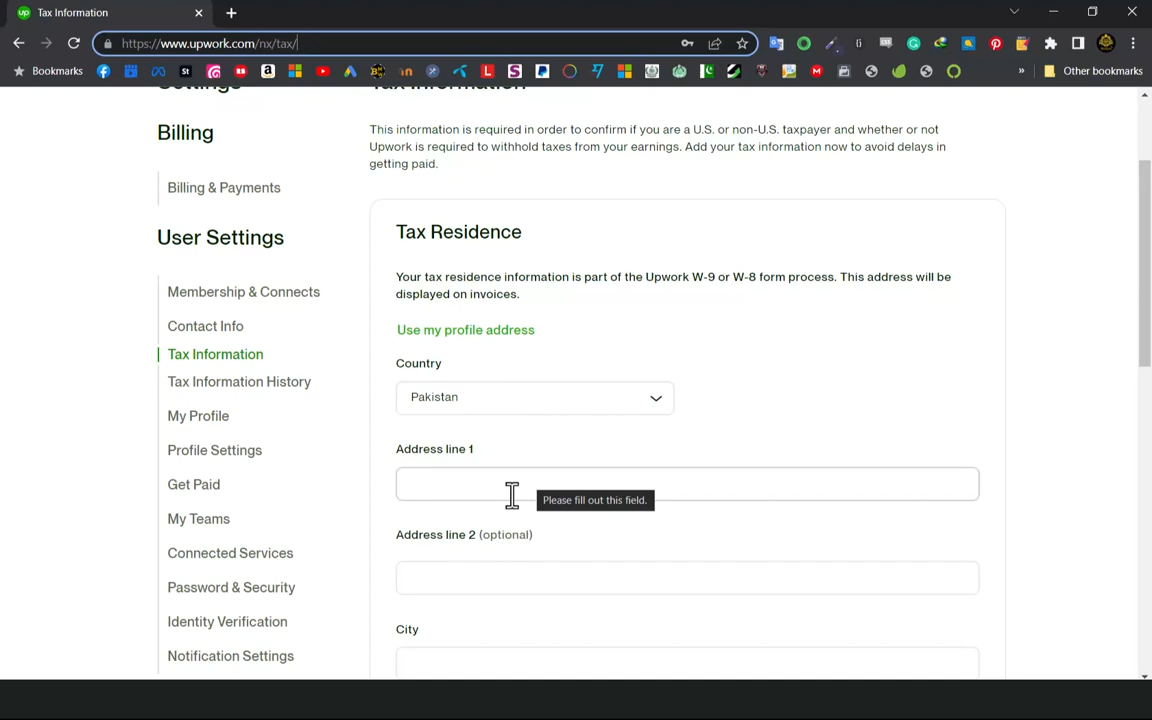 Tax Information
https://www.upwork.com/nx/tax/
Bookmarks
Other bookmarks
Settings
Tax Information
Billing
This information is required in order to confirm if you are a U.S. or non-U.S. taxpayer and whether or not
Upwork is required to withhold taxes from your earnings. Add your tax information now to avoid delays in
getting paid.
Billing & Payments
User Settings
Membership & Connects
Contact Info
Tax Information
Tax Information History
My Profile
Profile Settings
Get Paid
My Teams
Connected Services
Password & Security
Identity Verification
Notification Settings
Tax Residence
Your tax residence information is part of the Upwork W-9 or W-8 form process. This address will be
displayed on invoices.
Use my profile address
Country
Pakistan
Address line 1
Please fill out this field.
Address line 2 (optional)
City